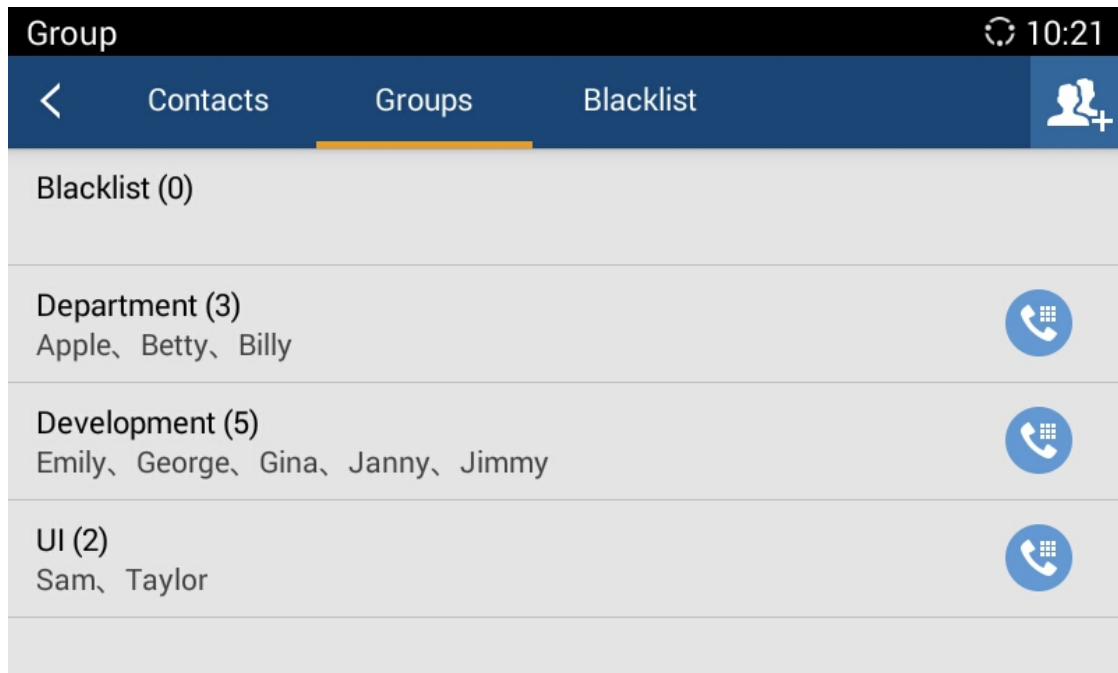 Group 10:21
Contacts Groups Blacklist
Blacklist (0)
Department (3)
Apple、Betty、Billy
Development (5)
Emily、George、Gina、Janny、Jimmy
UI (2)
Sam、Taylor